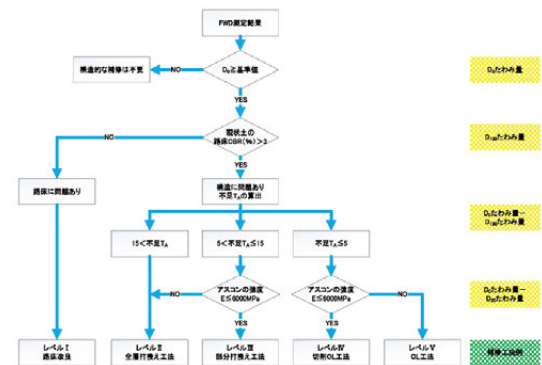 FWD測定結果
構造的な補修は不要
NO
D₀≧基準値
D₀たわみ量
YES
NO
現状土の
路床CBR(%)>3
D₁₅₀たわみ量
YES
路床に問題あり
構造に問題あり
不足TAの算出
D₀たわみ量－
D₁₅₀たわみ量
15<不足TA
5<不足TA≦15
不足TA≦5
NO
アスコンの強度
E≦6000MPa
アスコンの強度
E≦6000MPa
NO
D₀たわみ量－
D₂₀たわみ量
YES
YES
レベルⅠ
路床改良
レベルⅡ
全層打換え工法
レベルⅢ
部分打換え工法
レベルⅣ
切削OL工法
レベルⅤ
OL工法
補修工法例